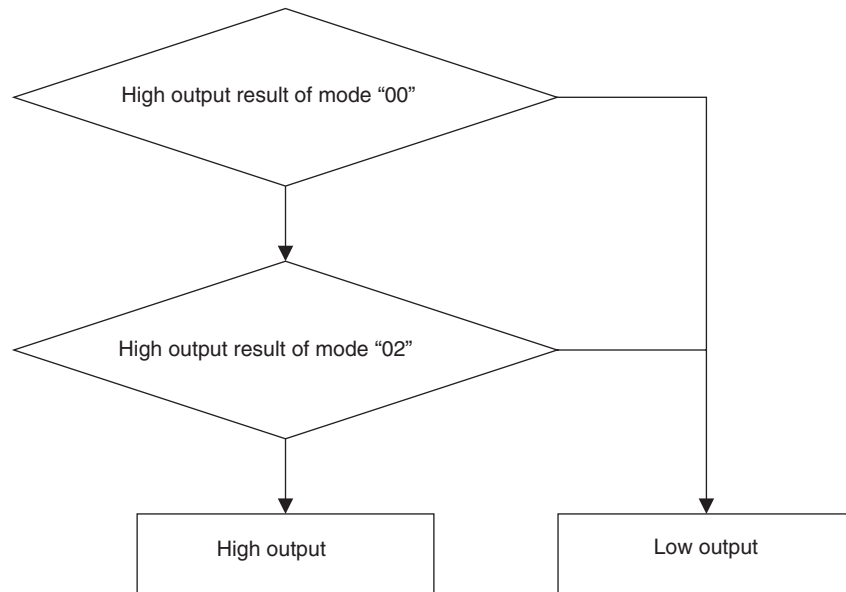 High output result of mode “00”
High output result of mode “02”
High output
Low output